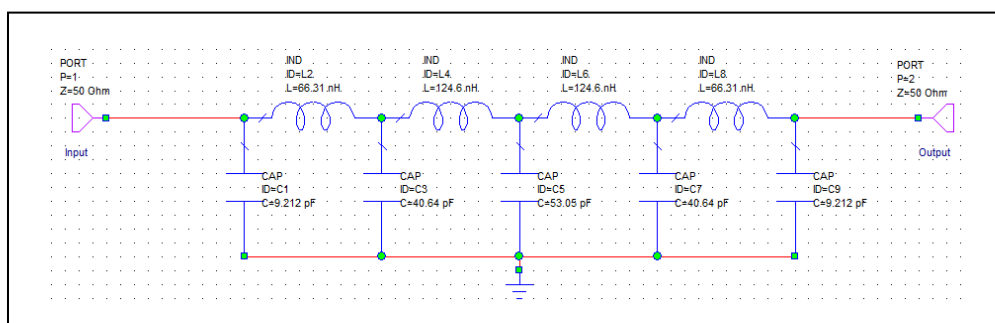 PORT
P=1
Z=50 Ohm
Input
IND
ID=L2
L=66.31 nH
IND
ID=L4
L=124.6 nH
IND
ID=L6
L=124.6 nH
IND
ID=L8
L=66.31 nH
PORT
P=2
Z=50 Ohm
Output
CAP
ID=C1
C=9.212 pF
CAP
ID=C3
C=40.64 pF
CAP
ID=C5
C=53.05 pF
CAP
ID=C7
C=40.64 pF
CAP
ID=C9
C=9.212 pF